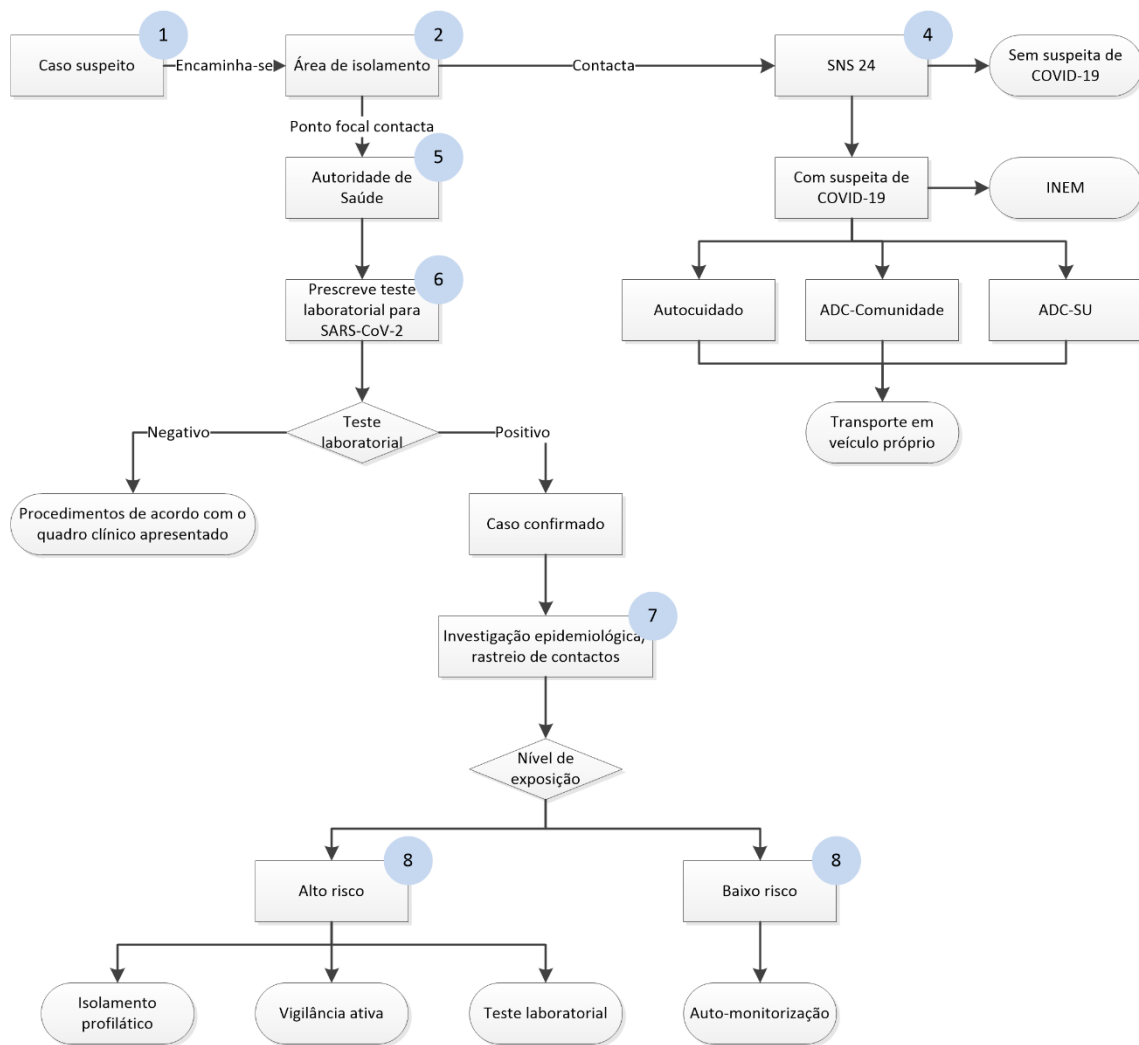 1
Caso suspeito
Encaminha-se
2
Área de isolamento
Contacta
4
SNS 24
Sem suspeita de
COVID-19
Ponto focal contacta
5
Autoridade de
Saúde
Com suspeita de
COVID-19
INEM
6
Prescreve teste
laboratorial para
SARS-CoV-2
Autocuidado
ADC-Comunidade
ADC-SU
Transporte em
veículo próprio
Negativo
Teste
laboratorial
Positivo
Procedimentos de acordo com o
quadro clínico apresentado
Caso confirmado
7
Investigação epidemiológica/
rastreio de contactos
Nível de
exposição
8
Alto risco
8
Baixo risco
Isolamento
profilático
Vigilância ativa
Teste laboratorial
Auto-monitorização